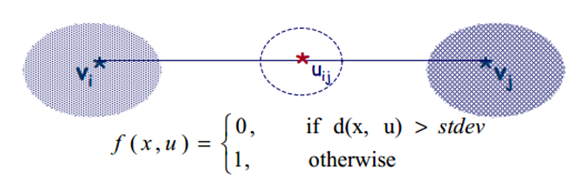 v_i u_ij v_j
f(x,u) = { 0, if d(x, u) > stdev
1, otherwise